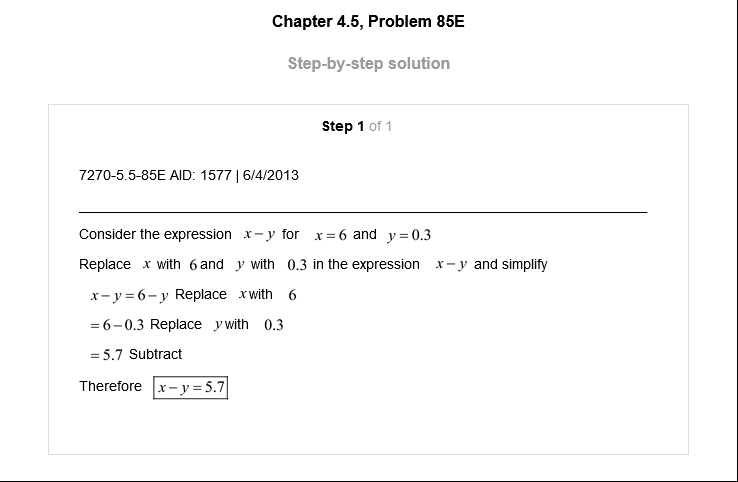 Chapter 4.5, Problem 85E
Step-by-step solution
Step 1 of 1
7270-5.5-85E AID: 1577 | 6/4/2013
Consider the expression x − y for x = 6 and y = 0.3
Replace x with 6 and y with 0.3 in the expression x − y and simplify
x − y = 6 − y Replace x with 6
= 6 − 0.3 Replace y with 0.3
= 5.7 Subtract
Therefore x − y = 5.7